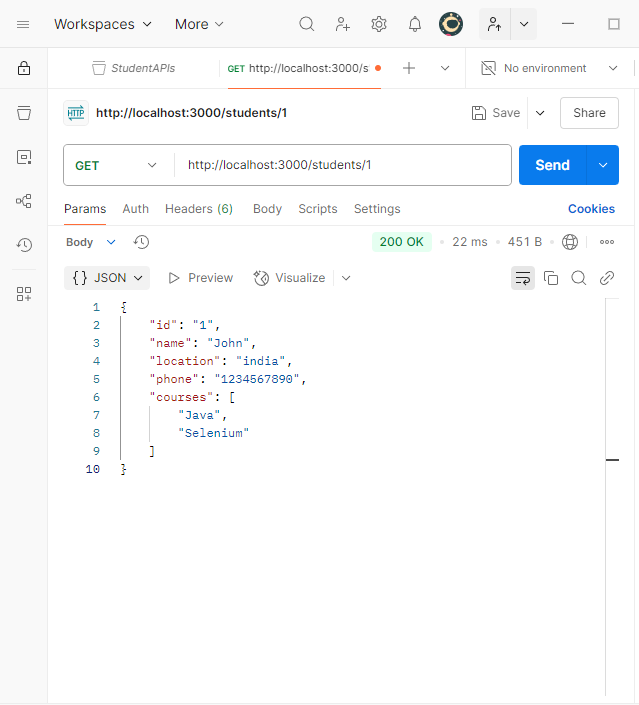 Workspaces More
StudentAPIs GET http://localhost:3000/s No environment
HTTP http://localhost:3000/students/1 Save Share
GET http://localhost:3000/students/1 Send
Params Auth Headers (6) Body Scripts Settings Cookies
Body 200 OK 22 ms 451 B
{} JSON Preview Visualize
1 {
2 "id": "1",
3 "name": "John",
4 "location": "india",
5 "phone": "1234567890",
6 "courses": [
7 "Java",
8 "Selenium"
9 ]
10 }